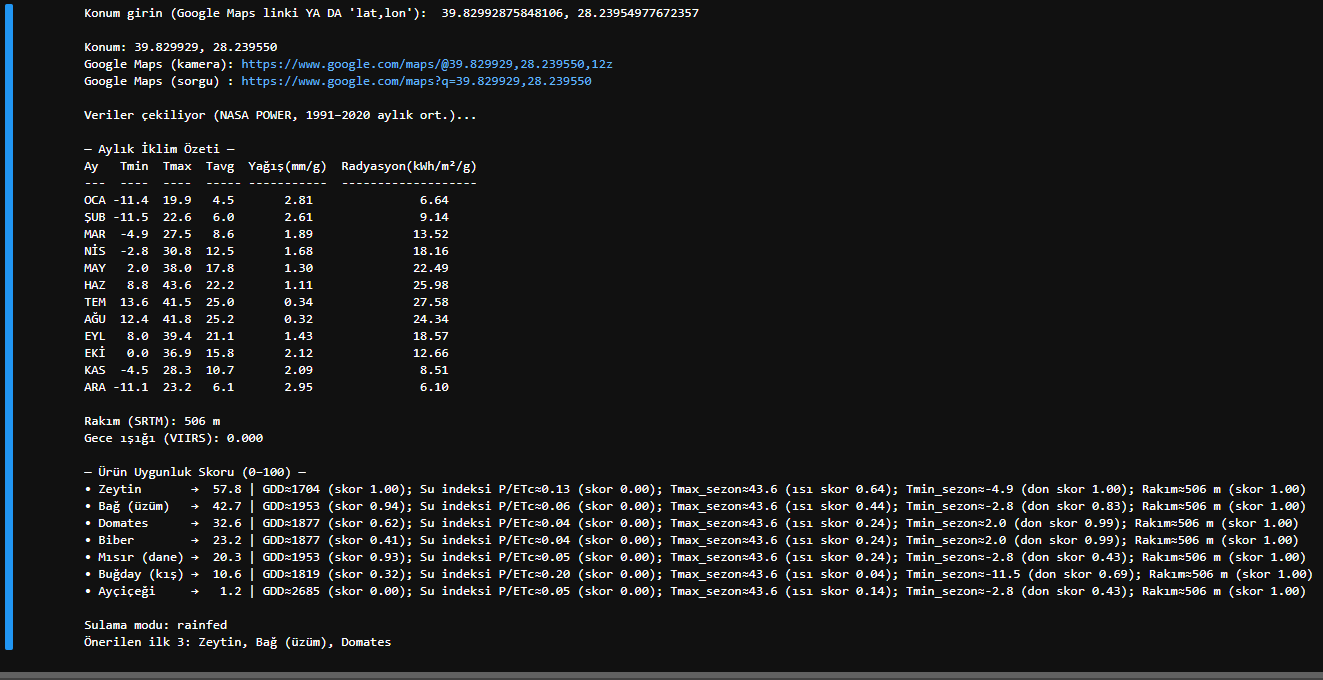 Konum girin (Google Maps linki YA DA 'lat,lon'):  39.82992875848106, 28.23954977672357
Konum: 39.829929, 28.239550
Google Maps (kamera): https://www.google.com/maps/@39.829929,28.239550,12z
Google Maps (sorgu) : https://www.google.com/maps?q=39.829929,28.239550
Veriler çekiliyor (NASA POWER, 1991–2020 aylık ort.)...
— Aylık İklim Özeti —
Ay   Tmin  Tmax  Tavg  Yağış(mm/g)  Radyasyon(kWh/m²/g)
---  ----  ----  ----- -----------  -------------------
OCA -11.4  19.9   4.5      2.81               6.64
ŞUB -11.5  22.6   6.0      2.61               9.14
MAR  -4.9  27.5   8.6      1.89              13.52
NİS  -2.8  30.8  12.5      1.68              18.16
MAY   2.0  38.0  17.8      1.30              22.49
HAZ   8.8  43.6  22.2      1.11              25.98
TEM  13.6  41.5  25.0      0.34              27.58
AĞU  12.4  41.8  25.2      0.32              24.34
EYL   8.0  39.4  21.1      1.43              18.57
EKİ   0.0  36.9  15.8      2.12              12.66
KAS  -4.5  28.3  10.7      2.09               8.51
ARA -11.1  23.2   6.1      2.95               6.10
Rakım (SRTM): 506 m
Gece ışığı (VIIRS): 0.000
— Ürün Uygunluk Skoru (0–100) —
• Zeytin       →  57.8 | GDD≈1704 (skor 1.00); Su indeksi P/ETc≈0.13 (skor 0.00); Tmax_sezon≈43.6 (ısı skor 0.64); Tmin_sezon≈-4.9 (don skor 1.00); Rakım≈506 m (skor 1.00)
• Bağ (üzüm)   →  42.7 | GDD≈1953 (skor 0.94); Su indeksi P/ETc≈0.06 (skor 0.00); Tmax_sezon≈43.6 (ısı skor 0.44); Tmin_sezon≈-2.8 (don skor 0.83); Rakım≈506 m (skor 1.00)
• Domates      →  32.6 | GDD≈1877 (skor 0.62); Su indeksi P/ETc≈0.04 (skor 0.00); Tmax_sezon≈43.6 (ısı skor 0.24); Tmin_sezon≈2.0 (don skor 0.99); Rakım≈506 m (skor 1.00)
• Biber        →  23.2 | GDD≈1877 (skor 0.41); Su indeksi P/ETc≈0.04 (skor 0.00); Tmax_sezon≈43.6 (ısı skor 0.24); Tmin_sezon≈2.0 (don skor 0.99); Rakım≈506 m (skor 1.00)
• Mısır (dane) →  20.3 | GDD≈1953 (skor 0.93); Su indeksi P/ETc≈0.05 (skor 0.00); Tmax_sezon≈43.6 (ısı skor 0.24); Tmin_sezon≈-2.8 (don skor 0.43); Rakım≈506 m (skor 1.00)
• Buğday (kış) →  10.6 | GDD≈1819 (skor 0.32); Su indeksi P/ETc≈0.20 (skor 0.00); Tmax_sezon≈43.6 (ısı skor 0.04); Tmin_sezon≈-11.5 (don skor 0.69); Rakım≈506 m (skor 1.00)
• Ayçiçeği     →   1.2 | GDD≈2685 (skor 0.00); Su indeksi P/ETc≈0.05 (skor 0.00); Tmax_sezon≈43.6 (ısı skor 0.14); Tmin_sezon≈-2.8 (don skor 0.43); Rakım≈506 m (skor 1.00)
Sulama modu: rainfed
Önerilen ilk 3: Zeytin, Bağ (üzüm), Domates